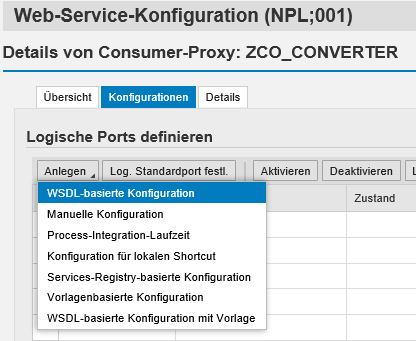 Web-Service-Konfiguration (NPL;001)
Details von Consumer-Proxy: ZCO_CONVERTER
Übersicht Konfigurationen Details
Logische Ports definieren
Anlegen Log. Standardport festl. Aktivieren Deaktivieren L
Zustand
WSDL-basierte Konfiguration
Manuelle Konfiguration
Process-Integration-Laufzeit
Konfiguration für lokalen Shortcut
Services-Registry-basierte Konfiguration
Vorlagenbasierte Konfiguration
WSDL-basierte Konfiguration mit Vorlage